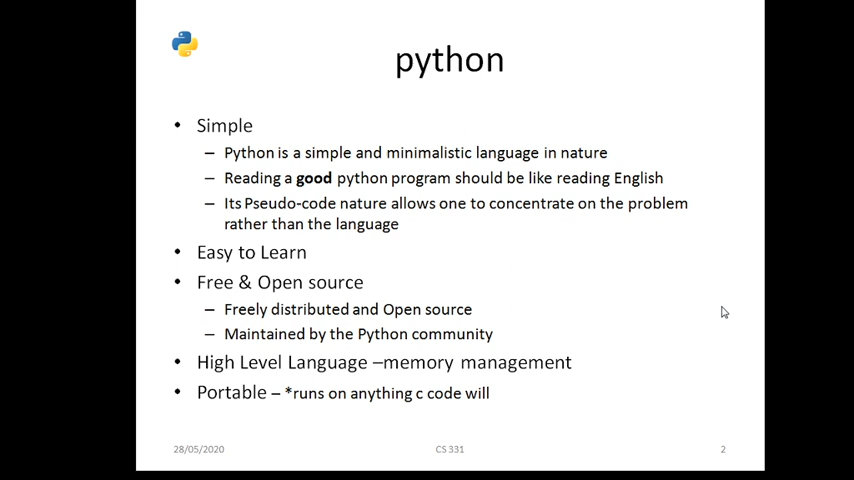 python
• Simple
– Python is a simple and minimalistic language in nature
– Reading a good python program should be like reading English
– Its Pseudo-code nature allows one to concentrate on the problem
rather than the language
• Easy to Learn
• Free & Open source
– Freely distributed and Open source
– Maintained by the Python community
• High Level Language –memory management
• Portable – *runs on anything c code will
28/05/2020 CS 331 2